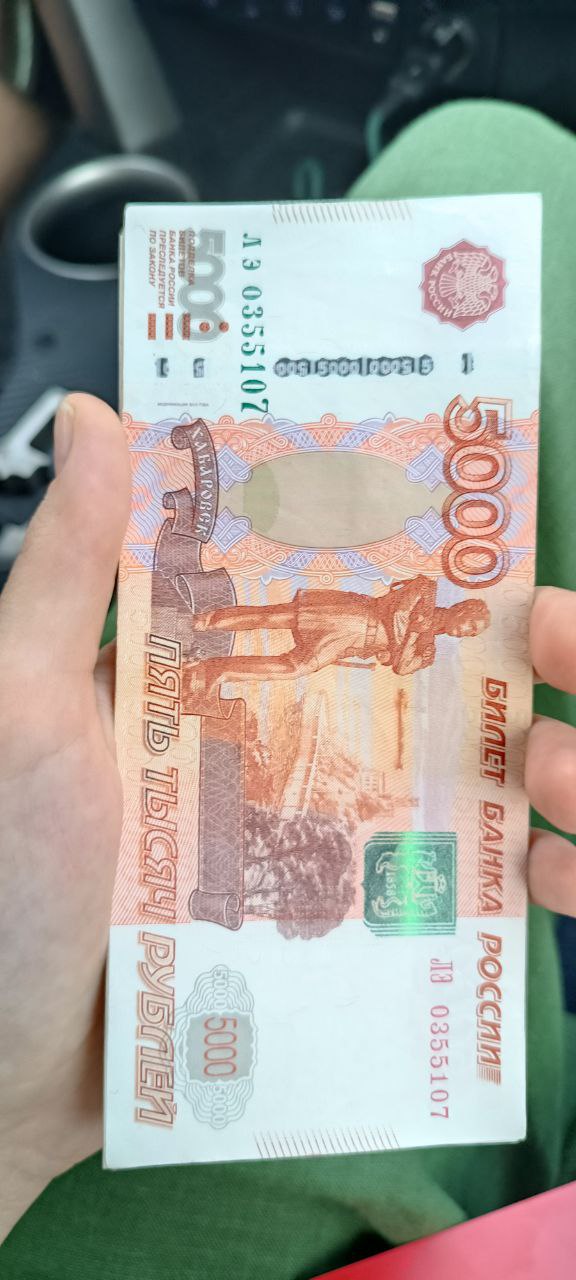 БАНК РОССИИ
5000
БИЛЕТ БАНКА РОССИИ
ЛЭ 0355107
1858
ЛЭ 0355107
5000
ПОДДЕЛКА
БИЛЕТОВ
БАНКА РОССИИ
ПРЕСЛЕДУЕТСЯ
ПО ЗАКОНУ
ХАБАРОВСК
5000 5000 5000
ПЯТЬ ТЫСЯЧ РУБЛЕЙ